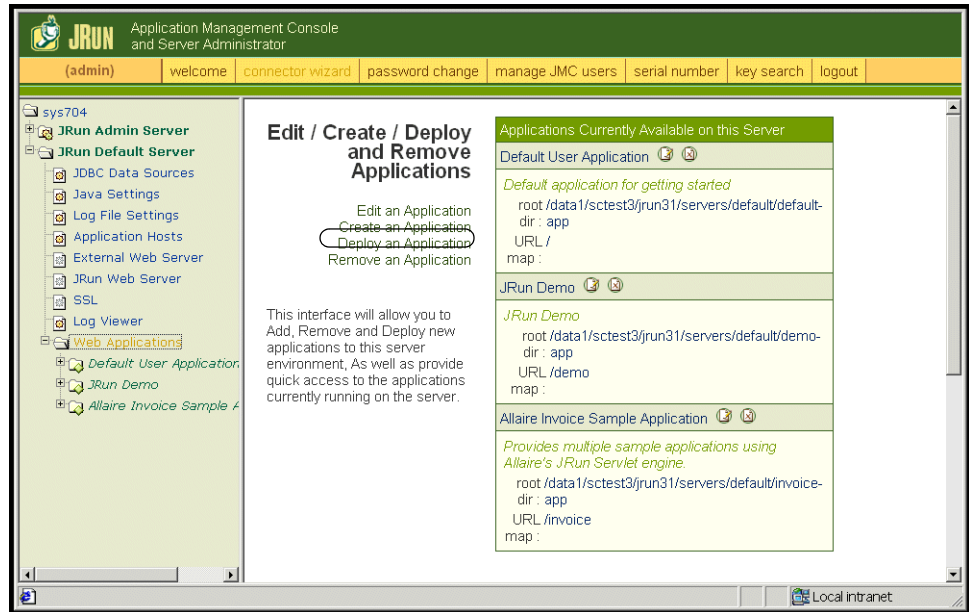 JRUN
Application Management Console
and Server Administrator
(admin) welcome connector wizard password change manage JMC users serial number key search logout
sys704
JRun Admin Server
JRun Default Server
JDBC Data Sources
Java Settings
Log File Settings
Application Hosts
External Web Server
JRun Web Server
SSL
Log Viewer
Web Applications
Default User Application
JRun Demo
Allaire Invoice Sample A
Edit / Create / Deploy
and Remove
Applications
Edit an Application
Create an Application
Deploy an Application
Remove an Application
This interface will allow you to
Add, Remove and Deploy new
applications to this server
environment, As well as provide
quick access to the applications
currently running on the server.
Applications Currently Available on this Server
Default User Application
Default application for getting started
root /data1/sctest3/jrun31/servers/default/default-
dir : app
URL /
map :
JRun Demo
JRun Demo
root /data1/sctest3/jrun31/servers/default/demo-
dir : app
URL /demo
map :
Allaire Invoice Sample Application
Provides multiple sample applications using
Allaire's JRun Servlet engine.
root /data1/sctest3/jrun31/servers/default/invoice-
dir : app
URL /invoice
map :
Local intranet